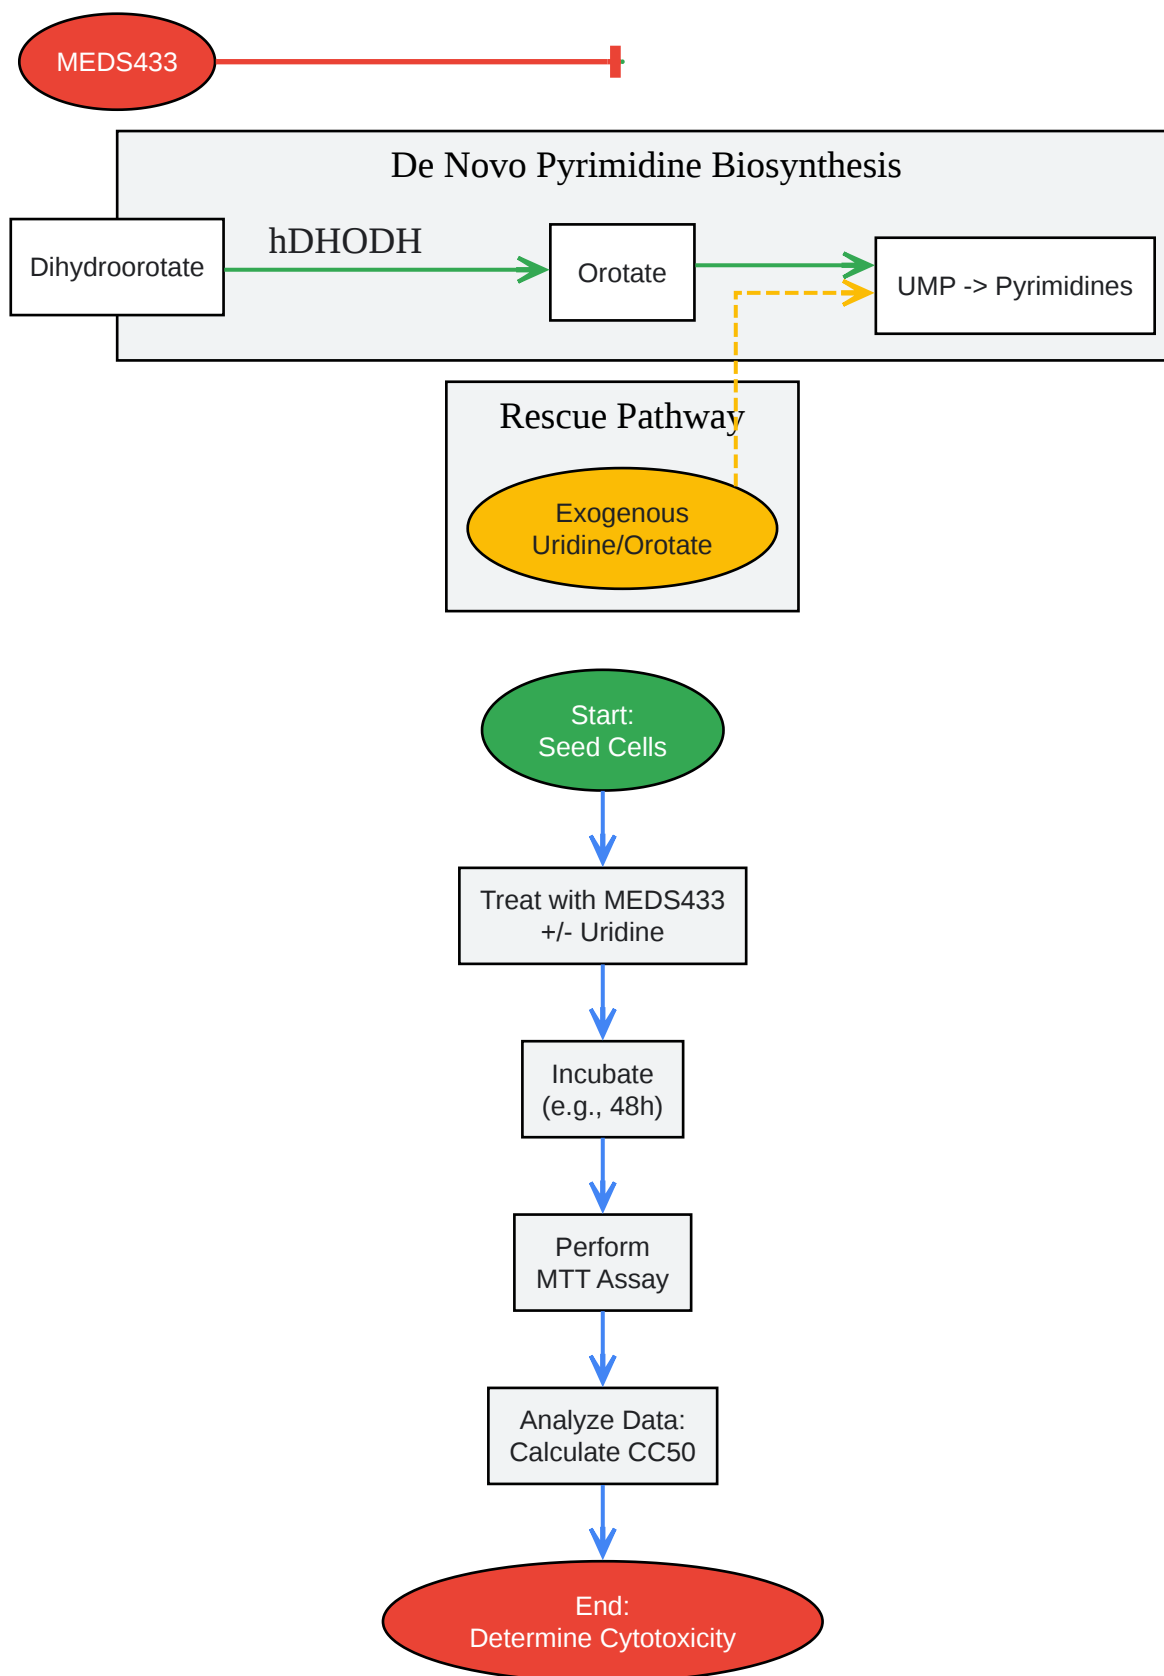 MEDS433
De Novo Pyrimidine Biosynthesis
Dihydroorotate
hDHODH
Orotate
UMP -> Pyrimidines
Rescue Pathway
Exogenous
Uridine/Orotate
Start:
Seed Cells
Treat with MEDS433
+/- Uridine
Incubate
(e.g., 48h)
Perform
MTT Assay
Analyze Data:
Calculate CC50
End:
Determine Cytotoxicity